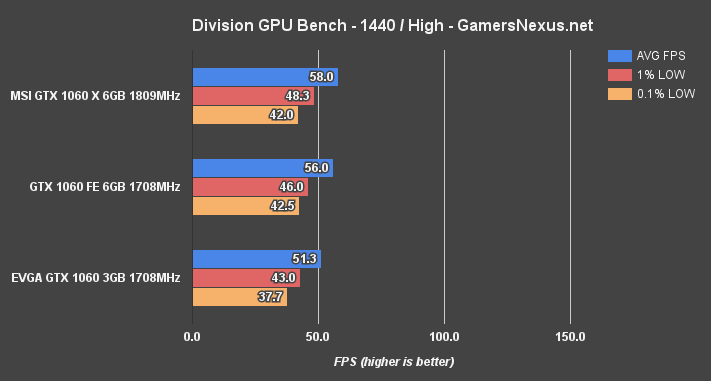 Division GPU Bench - 1440 / High - GamersNexus.net
AVG FPS
1% LOW
0.1% LOW
MSI GTX 1060 X 6GB 1809MHz
58.0
48.3
42.0
GTX 1060 FE 6GB 1708MHz
56.0
46.0
42.5
EVGA GTX 1060 3GB 1708MHz
51.3
43.0
37.7
0.0 50.0 100.0 150.0
FPS (higher is better)